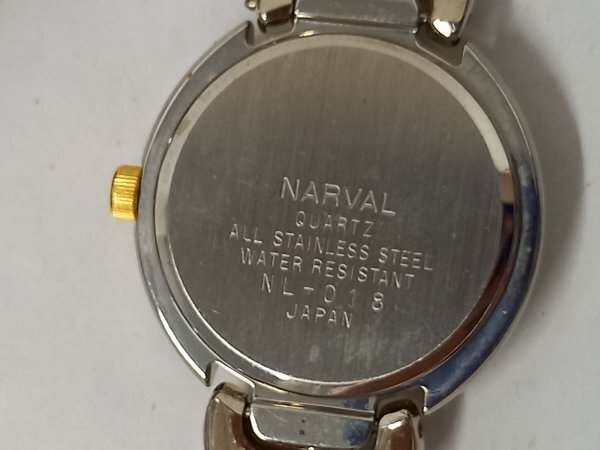 NARVAL
QUARTZ
ALL STAINLESS STEEL
WATER RESISTANT
NL-018
JAPAN